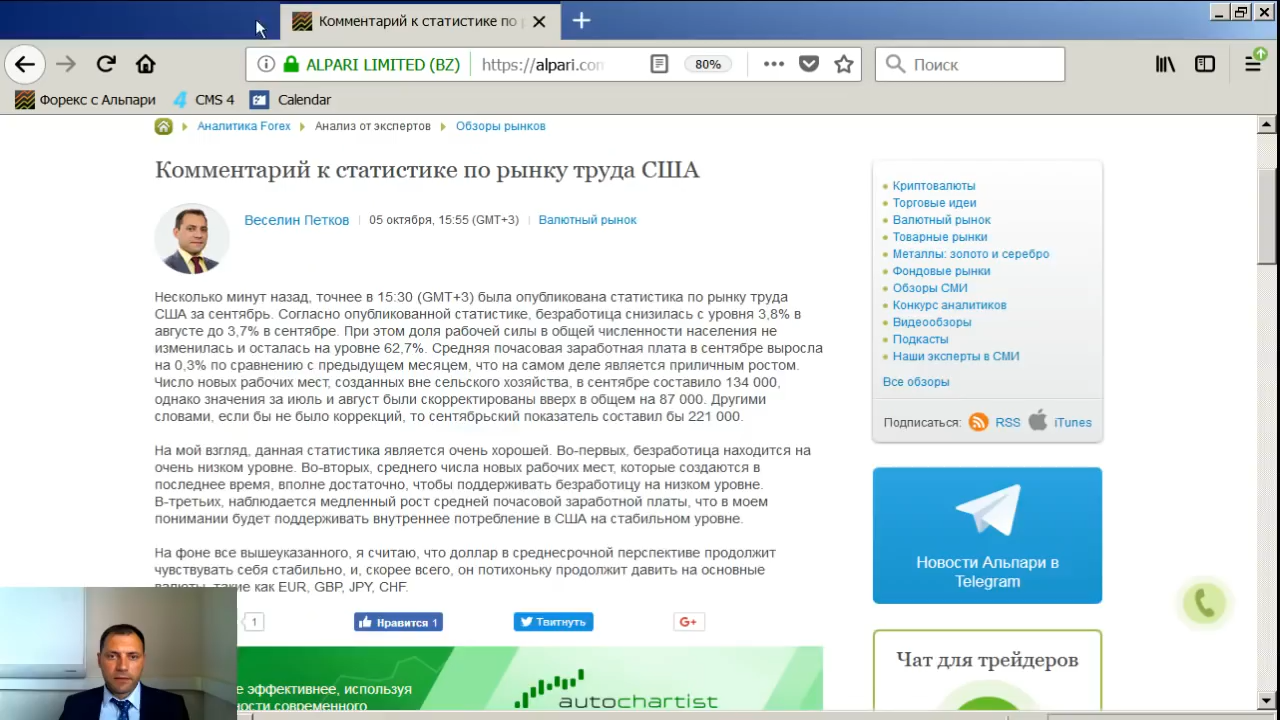 Комментарий к статистике по
ALPARI LIMITED (BZ)
https://alpari.com
80%
Поиск
Форекс с Альпари
CMS 4
Calendar
Аналитика Forex
Анализ от экспертов
Обзоры рынков
Комментарий к статистике по рынку труда США
Веселин Петков
05 октября, 15:55 (GMT+3)
Валютный рынок
Несколько минут назад, точнее в 15:30 (GMT+3) была опубликована статистика по рынку труда
США за сентябрь. Согласно опубликованной статистике, безработица снизилась с уровня 3,8% в
августе до 3,7% в сентябре. При этом доля рабочей силы в общей численности населения не
изменилась и осталась на уровне 62,7%. Средняя почасовая заработная плата в сентябре выросла
на 0,3% по сравнению с предыдущем месяцем, что на самом деле является приличным ростом.
Число новых рабочих мест, созданных вне сельского хозяйства, в сентябре составило 134 000,
однако значения за июль и август были скорректированы вверх в общем на 87 000. Другими
словами, если бы не было коррекций, то сентябрьский показатель составил бы 221 000.
На мой взгляд, данная статистика является очень хорошей. Во-первых, безработица находится на
очень низком уровне. Во-вторых, среднего числа новых рабочих мест, которые создаются в
последнее время, вполне достаточно, чтобы поддерживать безработицу на низком уровне.
В-третьих, наблюдается медленный рост средней почасовой заработной платы, что в моем
понимании будет поддерживать внутреннее потребление в США на стабильном уровне.
На фоне все вышеуказанного, я считаю, что доллар в среднесрочной перспективе продолжит
чувствовать себя стабильно, и, скорее всего, он потихоньку продолжит давить на основные
валюты, такие как EUR, GBP, JPY, CHF.
1
Нравится 1
Твитнуть
G+
е эффективнее, используя
ности современного
autochartist
Криптовалюты
Торговые идеи
Валютный рынок
Товарные рынки
Металлы: золото и серебро
Фондовые рынки
Обзоры СМИ
Конкурс аналитиков
Видеообзоры
Подкасты
Наши эксперты в СМИ
Все обзоры
Подписаться:
RSS
iTunes
Новости Альпари в
Telegram
Чат для трейдеров